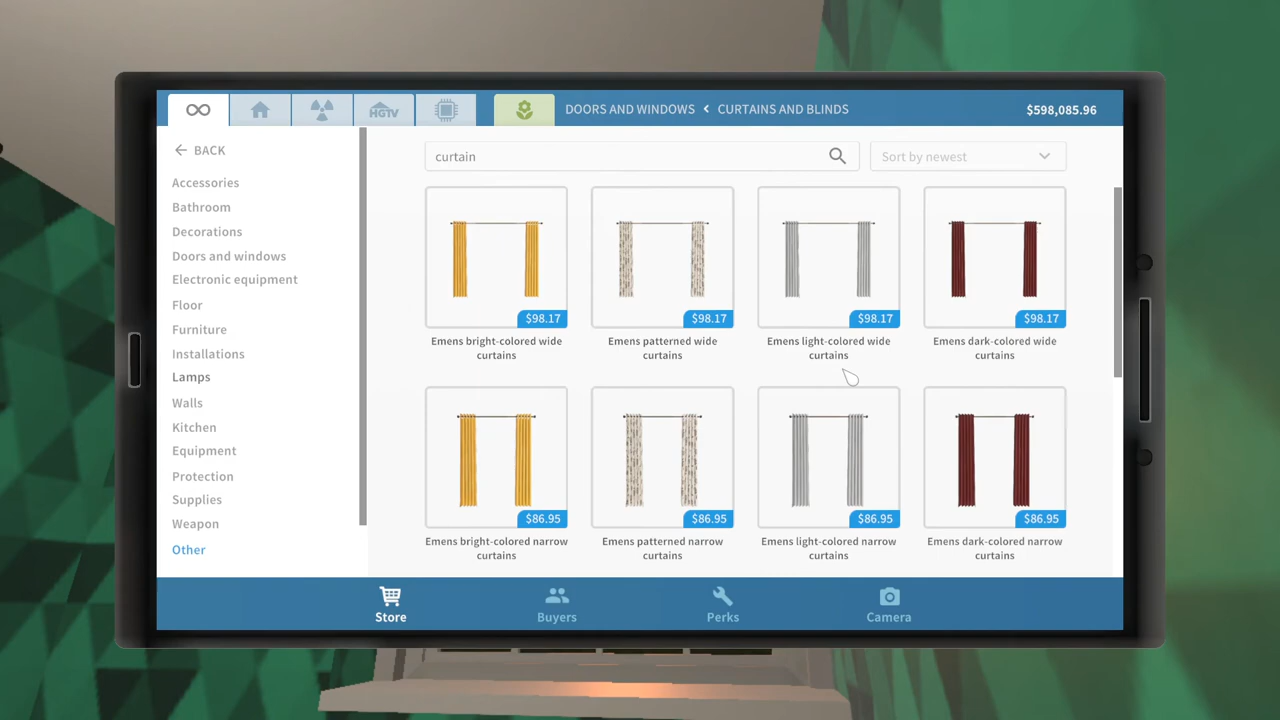 HGTV
DOORS AND WINDOWS
CURTAINS AND BLINDS
$598,085.96
BACK
Accessories
Bathroom
Decorations
Doors and windows
Electronic equipment
Floor
Furniture
Installations
Lamps
Walls
Kitchen
Equipment
Protection
Supplies
Weapon
Other
curtain
Sort by newest
$98.17
Emens bright-colored wide
curtains
$98.17
Emens patterned wide
curtains
$98.17
Emens light-colored wide
curtains
$98.17
Emens dark-colored wide
curtains
$86.95
Emens bright-colored narrow
curtains
$86.95
Emens patterned narrow
curtains
$86.95
Emens light-colored narrow
curtains
$86.95
Emens dark-colored narrow
curtains
Store
Buyers
Perks
Camera